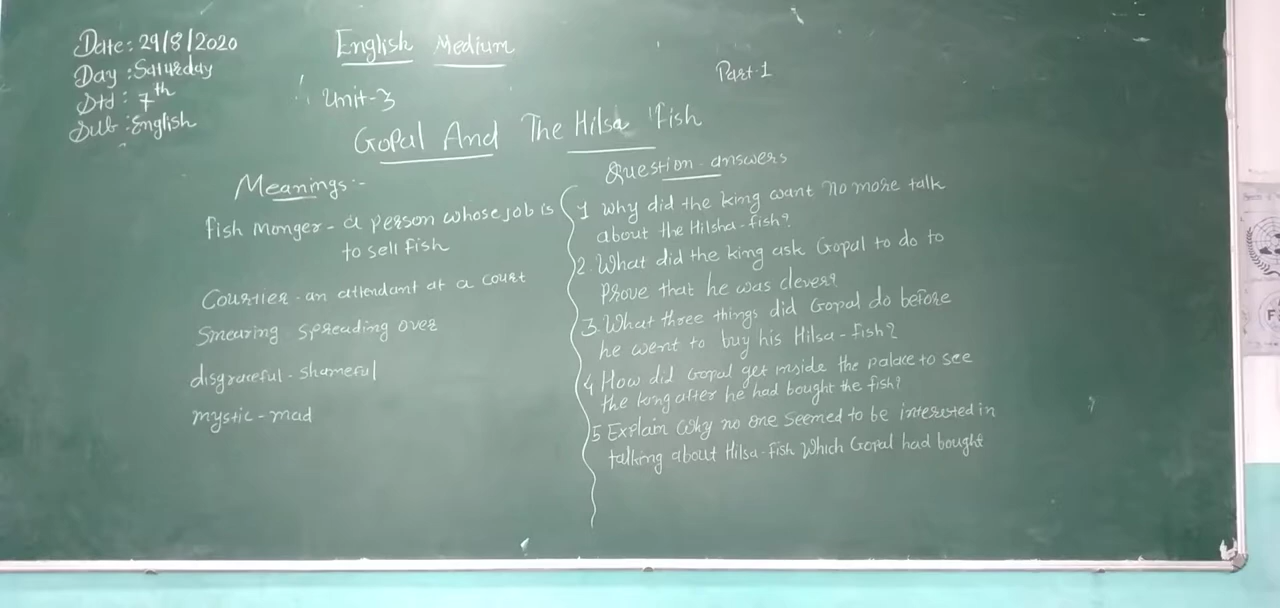 Date: 29/8/2020
Day: Saturday
Std: 7th
Sub: English
English Medium
Unit-3
Part-1
Gopal And The Hilsa Fish
Meanings:-
fish monger - a person whose job is
to sell fish
Courtier - an attendant at a court
Smearing spreading over
disgraceful - shameful
mystic - mad
Question - answers
1 Why did the king want no more talk
about the Hilsha-fish?
2. What did the king ask Gopal to do to
Prove that he was clever?
3. What three things did Gopal do before
he went to buy his Hilsa-fish?
4 How did Gopal get inside the palace to see
the king after he had bought the fish?
5 Explain Why no one seemed to be interested in
talking about Hilsa-fish Which Gopal had bought